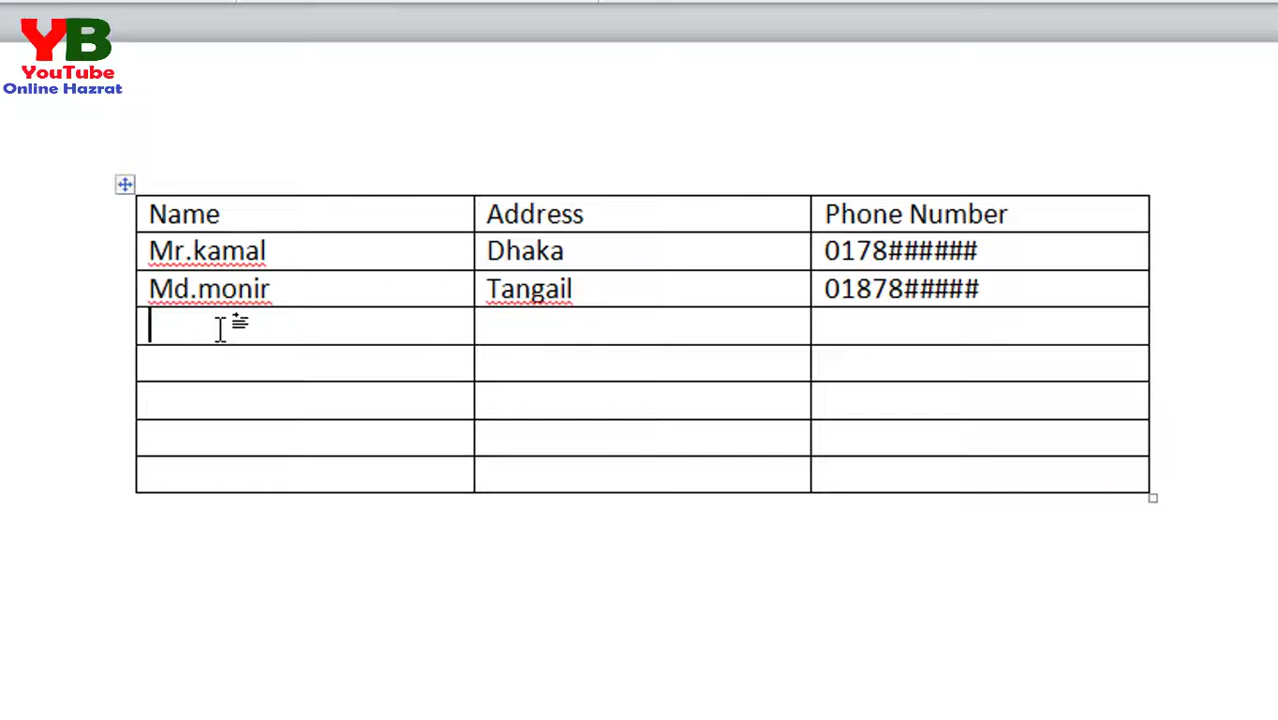 YB
YouTube
Online Hazrat
Name Address Phone Number
Mr.kamal Dhaka 0178######
Md.monir Tangail 01878#####